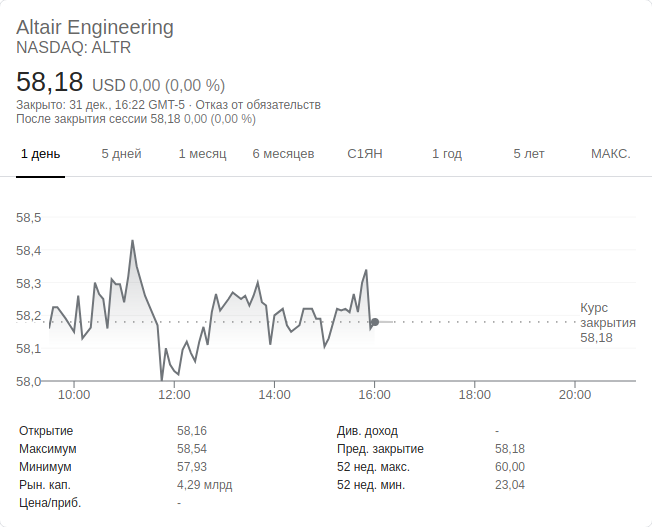 Altair Engineering
NASDAQ: ALTR
58,18 USD 0,00 (0,00 %)
Закрыто: 31 дек., 16:22 GMT-5 · Отказ от обязательств
После закрытия сессии 58,18 0,00 (0,00 %)
1 день 5 дней 1 месяц 6 месяцев С1ЯН 1 год 5 лет МАКС.
58,5
58,4
58,3
58,2
58,1
58,0
Курс
закрытия
58,18
10:00 12:00 14:00 16:00 18:00 20:00
Открытие 58,16 Див. доход -
Максимум 58,54 Пред. закрытие 58,18
Минимум 57,93 52 нед. макс. 60,00
Рын. кап. 4,29 млрд 52 нед. мин. 23,04
Цена/приб. -